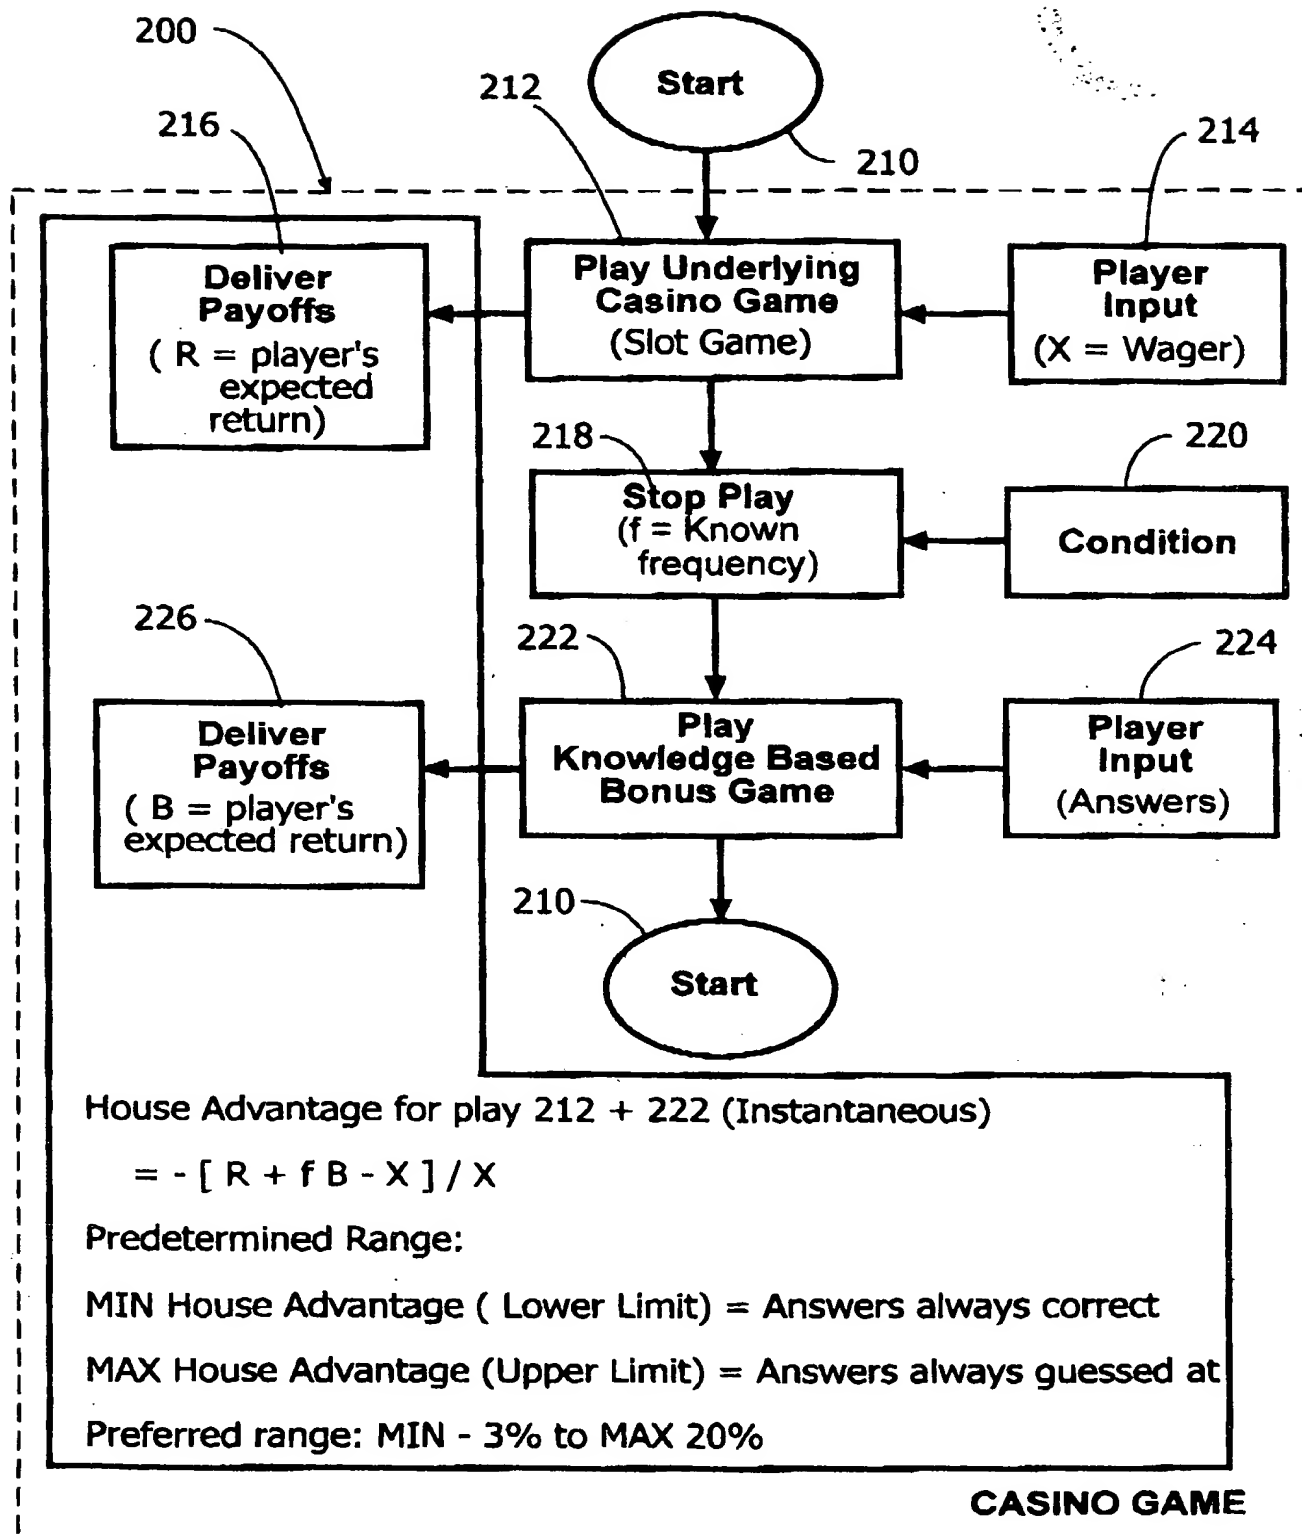 200
Start
212
216
214
210
Deliver
Payoffs
( R = player's
expected
return)
Play Underlying
Casino Game
(Slot Game)
Player
Input
(X = Wager)
218
220
Stop Play
(f = Known
frequency)
Condition
226
222
224
Deliver
Payoffs
( B = player's
expected return)
Play
Knowledge Based
Bonus Game
Player
Input
(Answers)
210
Start
House Advantage for play 212 + 222 (Instantaneous)
= - [ R + f B - X ] / X
Predetermined Range:
MIN House Advantage ( Lower Limit) = Answers always correct
MAX House Advantage (Upper Limit) = Answers always guessed at
Preferred range: MIN - 3% to MAX 20%
CASINO GAME